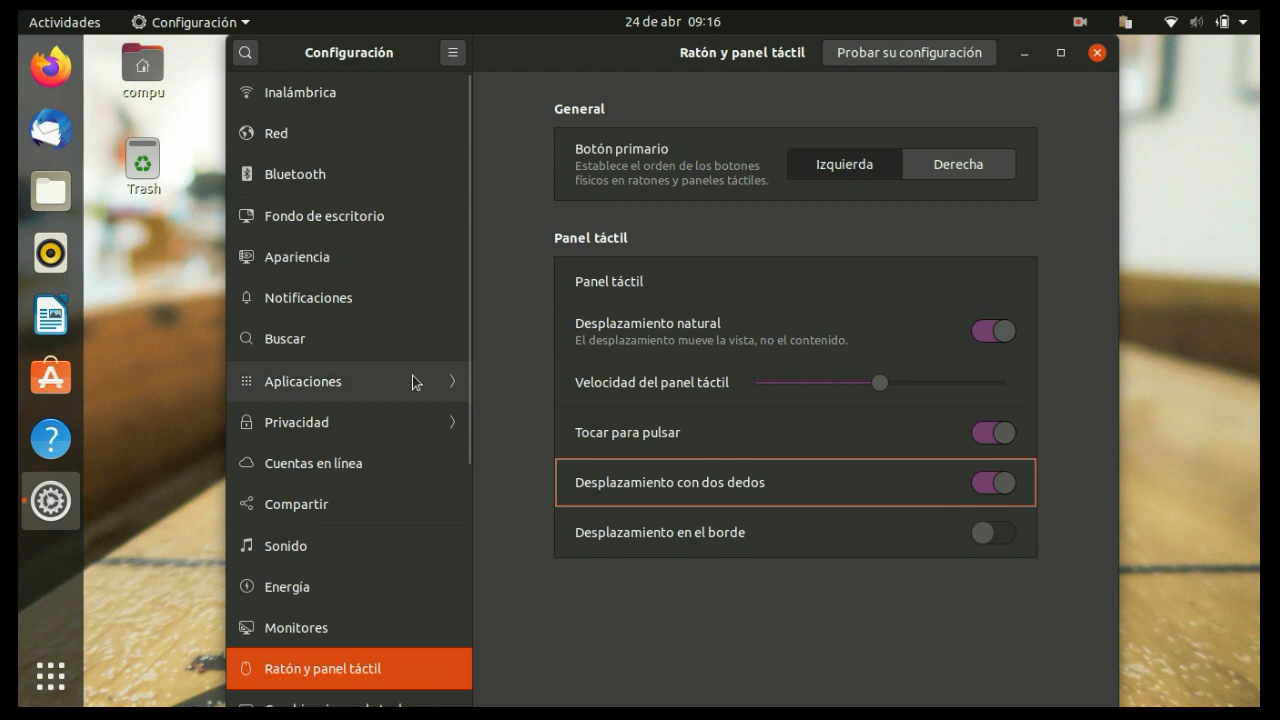 Actividades
Configuración
24 de abr 09:16
compu
Trash
Configuración
Inalámbrica
Red
Bluetooth
Fondo de escritorio
Apariencia
Notificaciones
Buscar
Aplicaciones
Privacidad
Cuentas en línea
Compartir
Sonido
Energía
Monitores
Ratón y panel táctil
Ratón y panel táctil
Probar su configuración
General
Botón primario
Establece el orden de los botones
físicos en ratones y paneles táctiles.
Izquierda
Derecha
Panel táctil
Panel táctil
Desplazamiento natural
El desplazamiento mueve la vista, no el contenido.
Velocidad del panel táctil
Tocar para pulsar
Desplazamiento con dos dedos
Desplazamiento en el borde